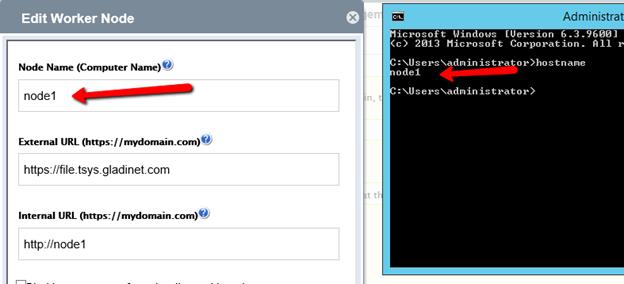 Edit Worker Node
Node Name (Computer Name)
node1
External URL (https://mydomain.com)
https://file.tsys.gladinet.com
Internal URL (https://mydomain.com)
http://node1
Administrat
Microsoft Windows [Version 6.3.9600]
(c) 2013 Microsoft Corporation. All r
C:\Users\administrator>hostname
node1
C:\Users\administrator>